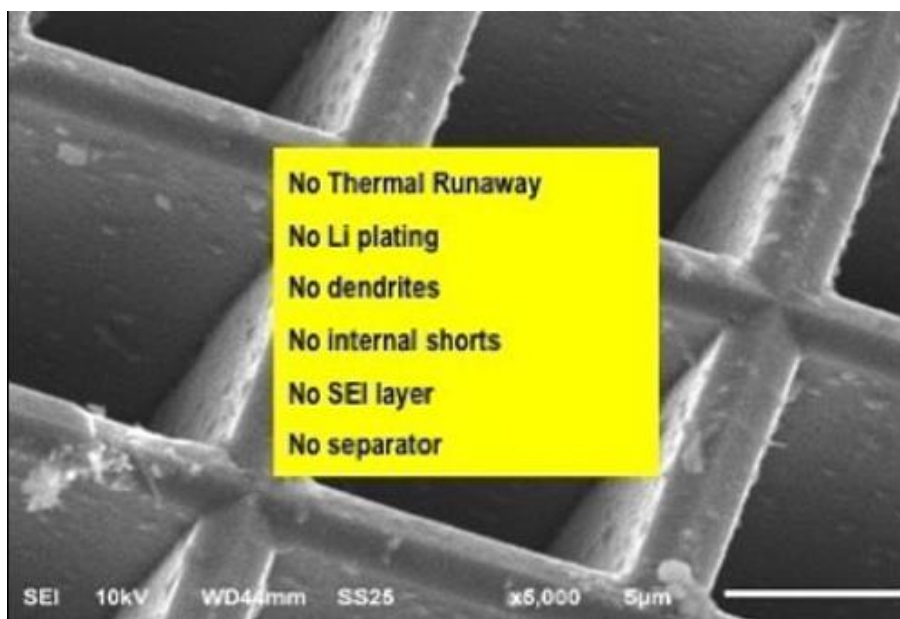 No Thermal Runaway
No Li plating
No dendrites
No internal shorts
No SEI layer
No separator
SEI 10kV WD44mm SS25 x5,000 5µm